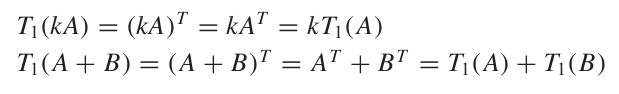 T₁(kA) = (kA)ᵀ = kAᵀ = kT₁(A)
T₁(A + B) = (A + B)ᵀ = Aᵀ + Bᵀ = T₁(A) + T₁(B)